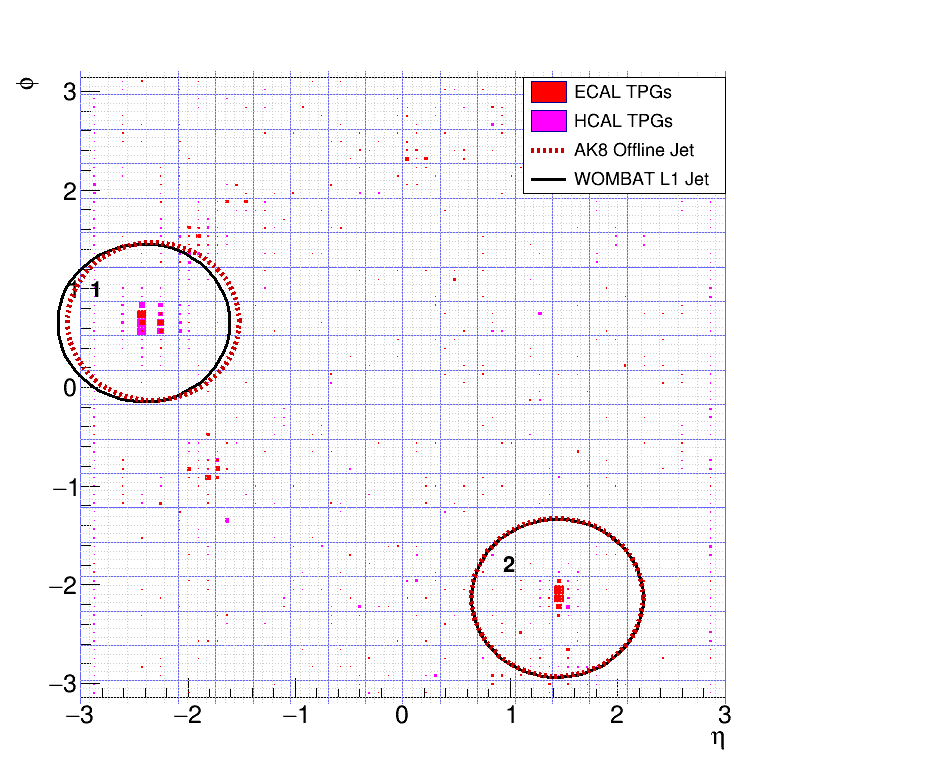 ϕ
3
2
1
0
−1
−2
−3
ECAL TPGs
HCAL TPGs
AK8 Offline Jet
WOMBAT L1 Jet
1
2
−3 −2 −1 0 1 2 3
η